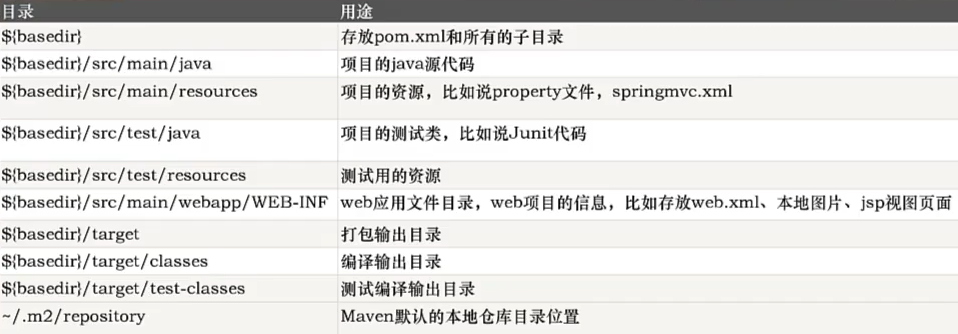 目录 用途
${basedir} 存放pom.xml和所有的子目录
${basedir}/src/main/java 项目的java源代码
${basedir}/src/main/resources 项目的资源，比如说property文件，springmvc.xml
${basedir}/src/test/java 项目的测试类，比如说Junit代码
${basedir}/src/test/resources 测试用的资源
${basedir}/src/main/webapp/WEB-INF web应用文件目录，web项目的信息，比如存放web.xml、本地图片、jsp视图页面
${basedir}/target 打包输出目录
${basedir}/target/classes 编译输出目录
${basedir}/target/test-classes 测试编译输出目录
~/.m2/repository Maven默认的本地仓库目录位置